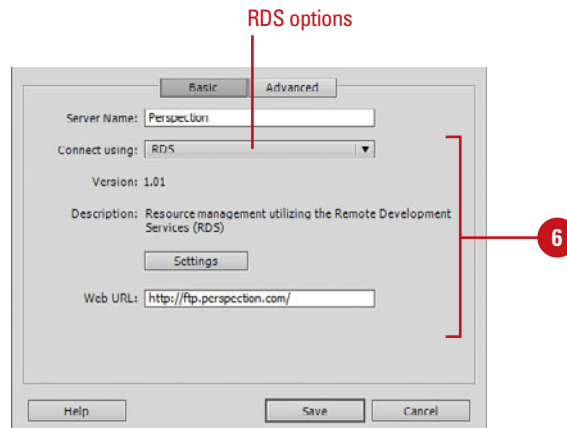 RDS options
Basic Advanced
Server Name: Perspection
Connect using: RDS
Version: 1.01
Description: Resource management utilizing the Remote Development
Services (RDS)
Settings
6
Web URL: http://ftp.perspection.com/
Help Save Cancel